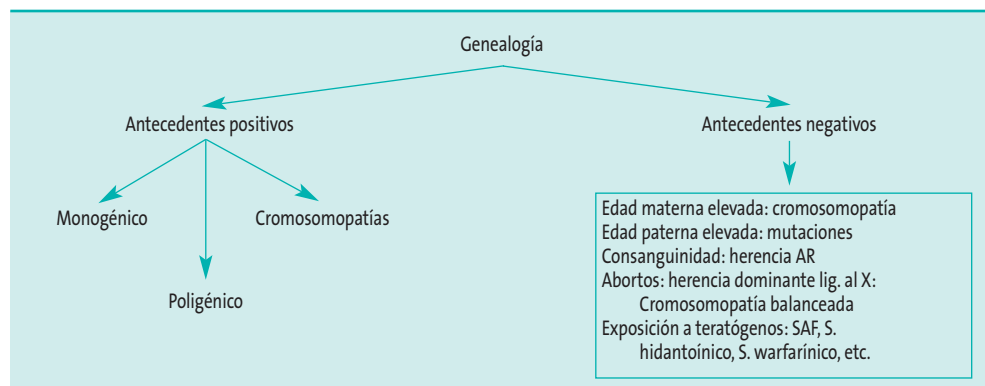 Genealogía
Antecedentes positivos
Antecedentes negativos
Monogénico
Cromosomopatías
Poligénico
Edad materna elevada: cromosomopatía
Edad paterna elevada: mutaciones
Consanguinidad: herencia AR
Abortos: herencia dominante lig. al X:
Cromosomopatía balanceada
Exposición a teratógenos: SAF, S.
hidantoínico, S. warfarínico, etc.